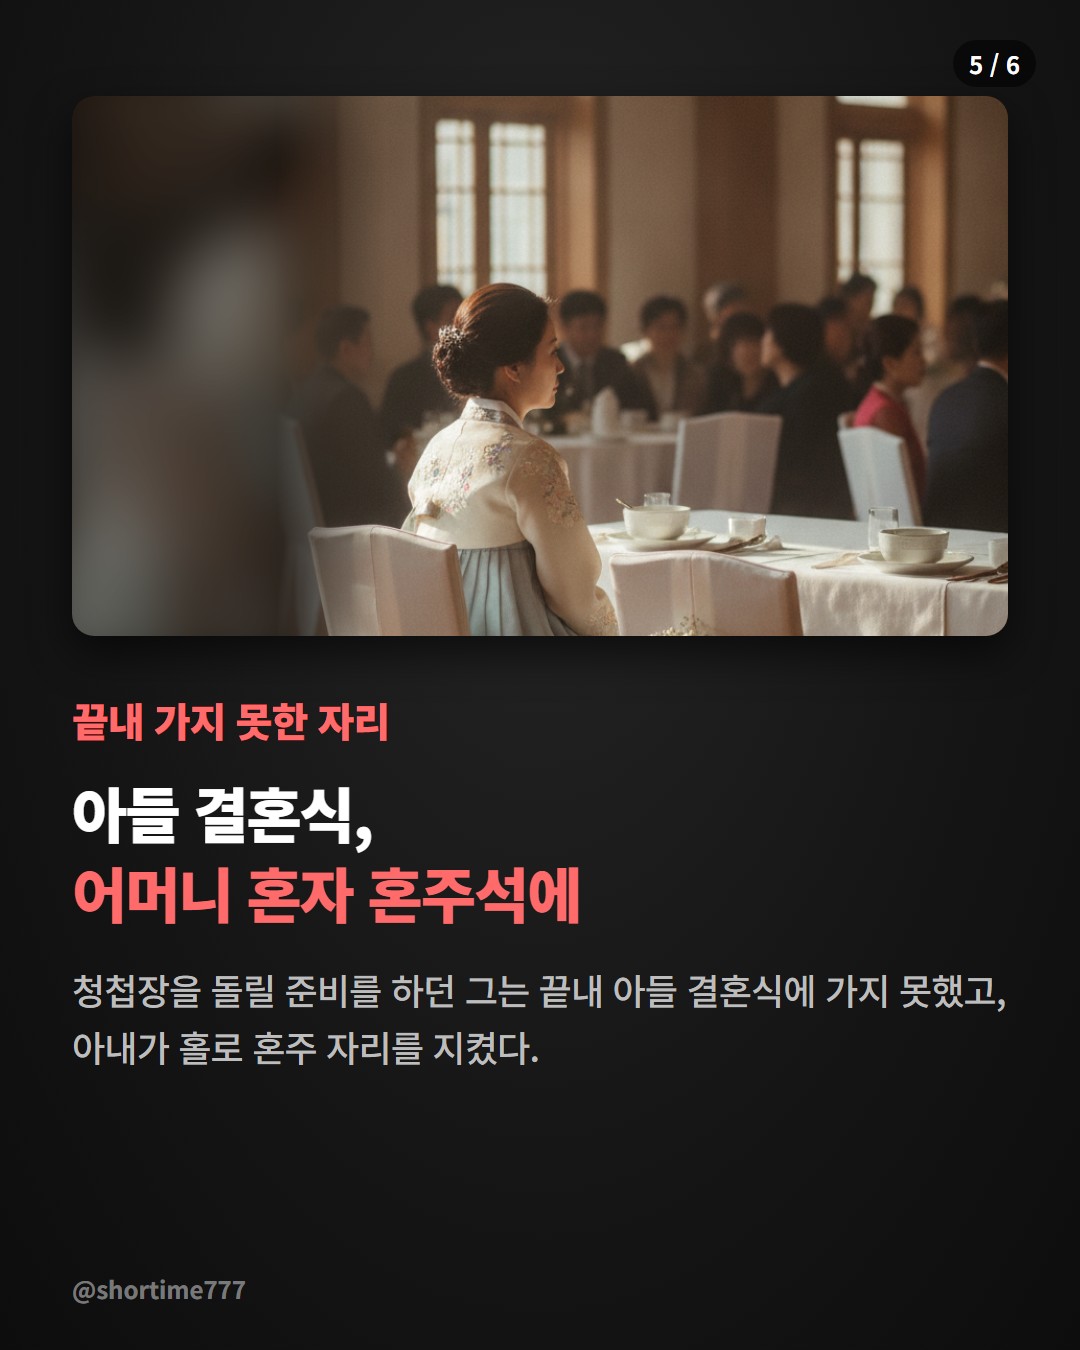 5 / 6
끝내 가지 못한 자리
아들 결혼식,
어머니 혼자 혼주석에
청첩장을 돌릴 준비를 하던 그는 끝내 아들 결혼식에 가지 못했고,
아내가 홀로 혼주 자리를 지켰다.
@shortime777